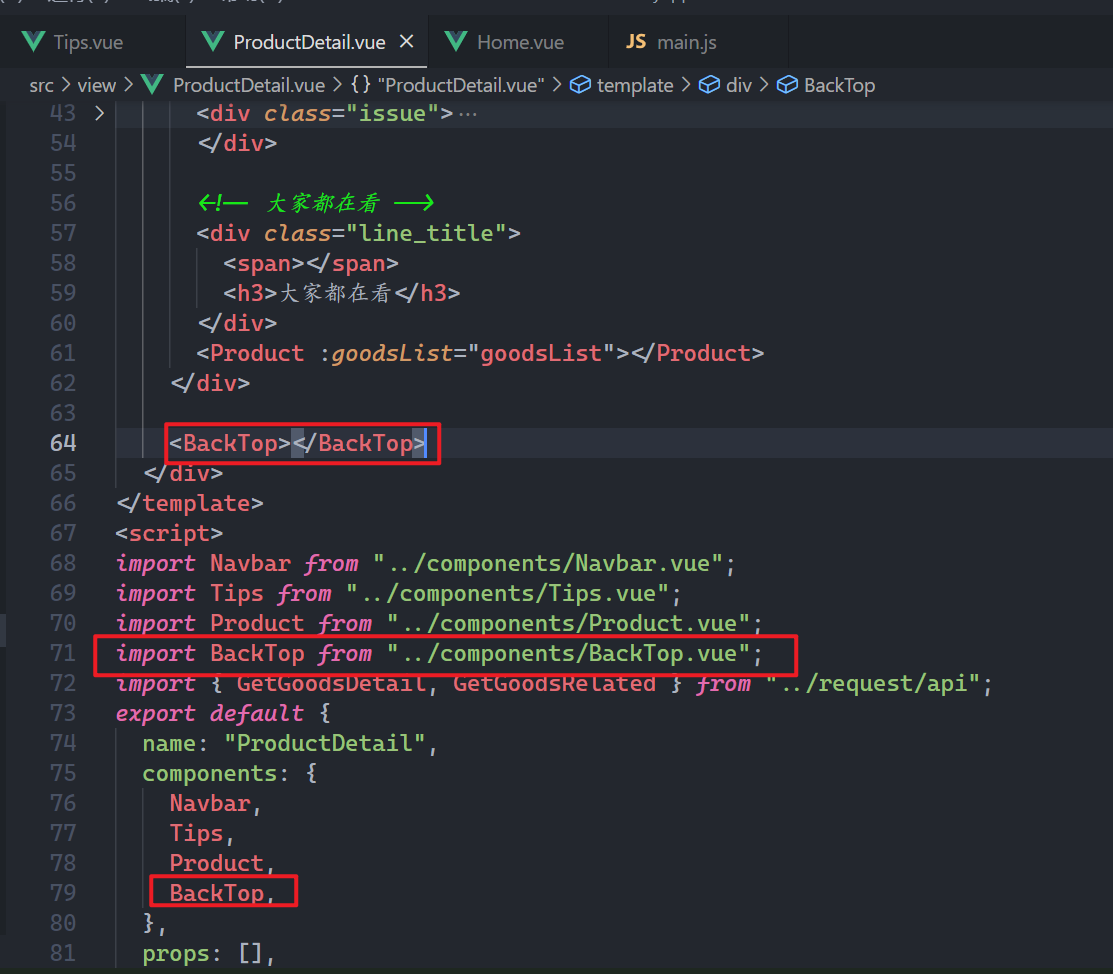 Tips.vue ProductDetail.vue × Home.vue JS main.js
src > view > ProductDetail.vue > {} "ProductDetail.vue" > template > div > BackTop
43 > <div class="issue">…
54 </div>
55
56 <!-- 大家都在看 -->
57 <div class="line_title">
58 <span></span>
59 <h3>大家都在看</h3>
60 </div>
61 <Product :goodsList="goodsList"></Product>
62 </div>
63
64 <BackTop></BackTop>
65 </div>
66 </template>
67 <script>
68 import Navbar from "../components/Navbar.vue";
69 import Tips from "../components/Tips.vue";
70 import Product from "../components/Product.vue";
71 import BackTop from "../components/BackTop.vue";
72 import { GetGoodsDetail, GetGoodsRelated } from "../request/api";
73 export default {
74 name: "ProductDetail",
75 components: {
76 Navbar,
77 Tips,
78 Product,
79 BackTop,
80 },
81 props: [],